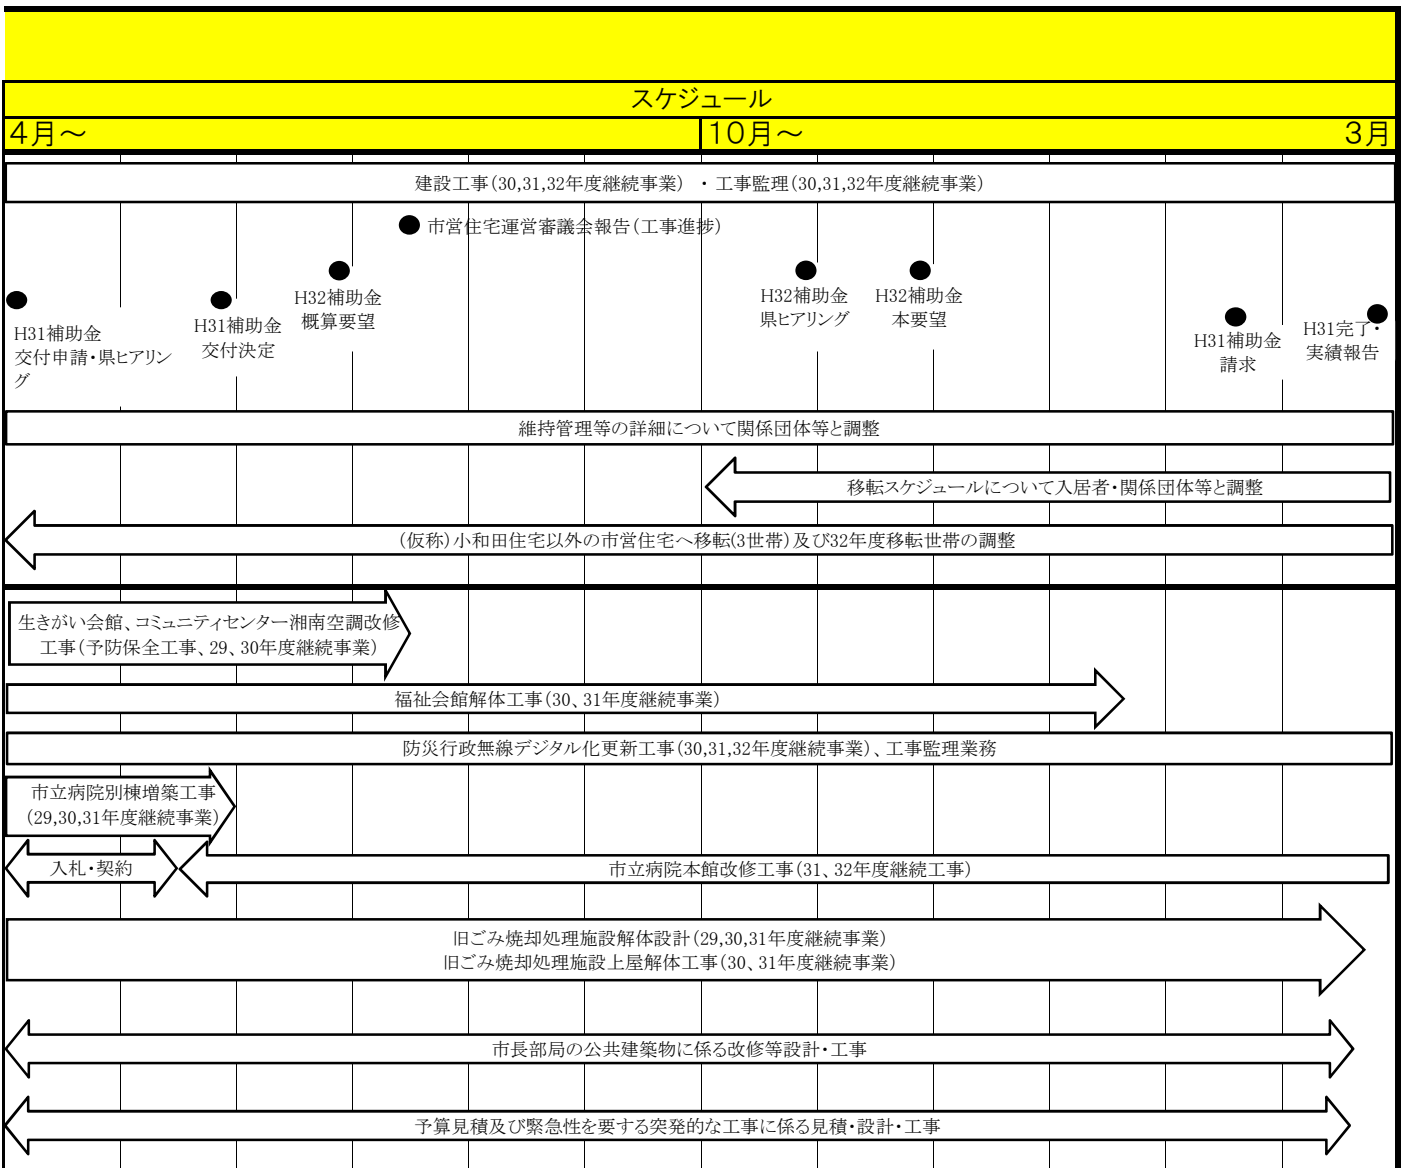 スケジュール
4月～
10月～
3月
建設工事(30,31,32年度継続事業) ・ 工事監理(30,31,32年度継続事業)
市営住宅運営審議会報告(工事進捗)
H31補助金
交付申請・県ヒアリン
グ
H31補助金
交付決定
H32補助金
概算要望
H32補助金
県ヒアリング
H32補助金
本要望
H31補助金
請求
H31完了・
実績報告
維持管理等の詳細について関係団体等と調整
移転スケジュールについて入居者・関係団体等と調整
(仮称)小和田住宅以外の市営住宅へ移転(3世帯)及び32年度移転世帯の調整
生きがい会館、コミュニティセンター湘南空調改修
工事(予防保全工事、29、30年度継続事業)
福祉会館解体工事(30、31年度継続事業)
防災行政無線デジタル化更新工事(30,31,32年度継続事業)、工事監理業務
市立病院別棟増築工事
(29,30,31年度継続事業)
入札・契約
市立病院本館改修工事(31、32年度継続工事)
旧ごみ焼却処理施設解体設計(29,30,31年度継続事業)
旧ごみ焼却処理施設上屋解体工事(30、31年度継続事業)
市長部局の公共建築物に係る改修等設計・工事
予算見積及び緊急性を要する突発的な工事に係る見積・設計・工事